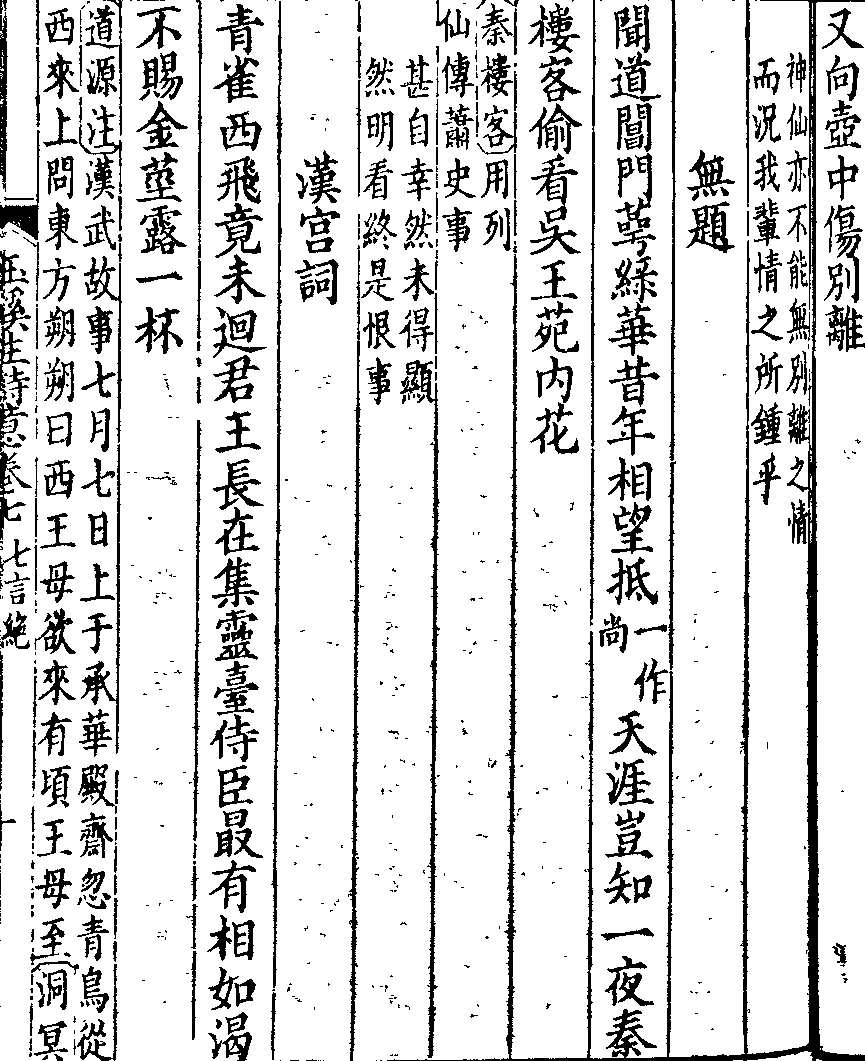 又向壺中傷別離
神仙亦不能無別離之情
而況我輩情之所鍾乎
無題
聞道閶門萼綠華昔年相望抵一作尚天涯豈知一夜秦
樓客偷看吳王苑內花
秦樓客用列
仙傳蕭史事
甚自幸然未得顯
然明看終是恨事
漢宮詞
青雀西飛竟未迴君王長在集靈臺侍臣最有相如渴
不賜金莖露一杯
道源注漢武故事七月七日上于承華殿齋忽青鳥從
西來上問東方朔朔曰西王母欲來有頃王母至洞冥
玉溪生詩意卷七 七言絕